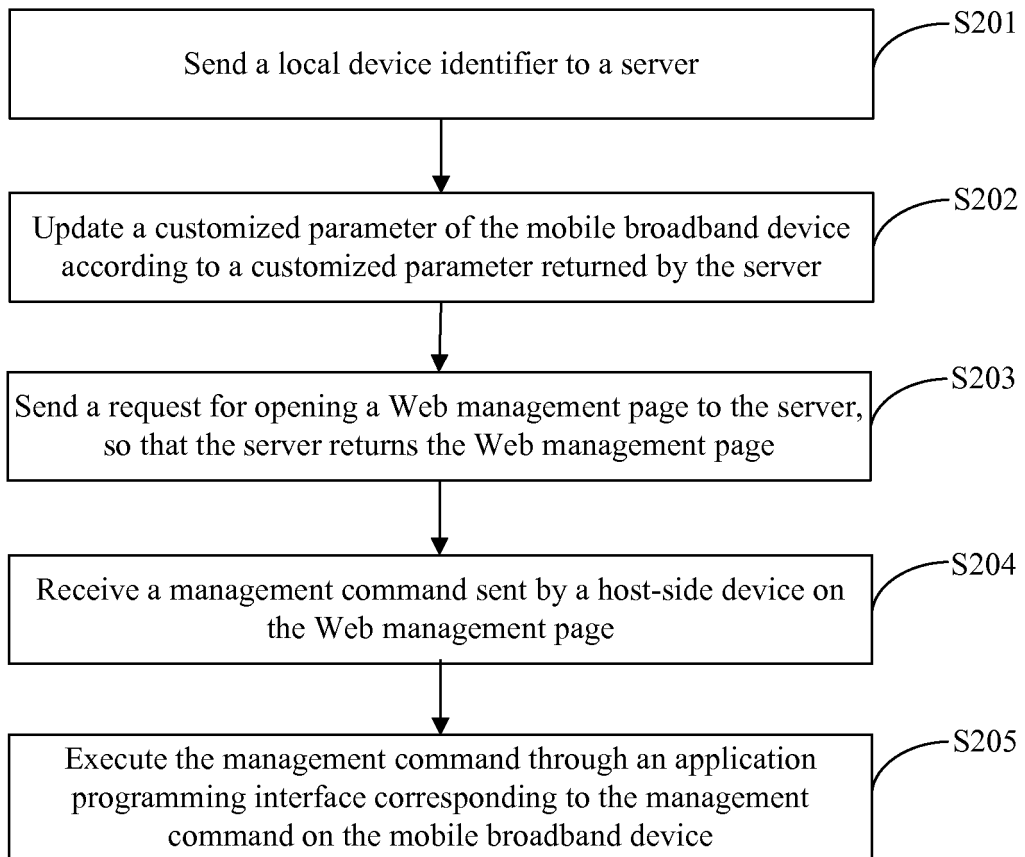 S201
Send a local device identifier to a server
S202
Update a customized parameter of the mobile broadband device
according to a customized parameter returned by the server
S203
Send a request for opening a Web management page to the server,
so that the server returns the Web management page
S204
Receive a management command sent by a host-side device on
the Web management page
S205
Execute the management command through an application
programming interface corresponding to the management
command on the mobile broadband device